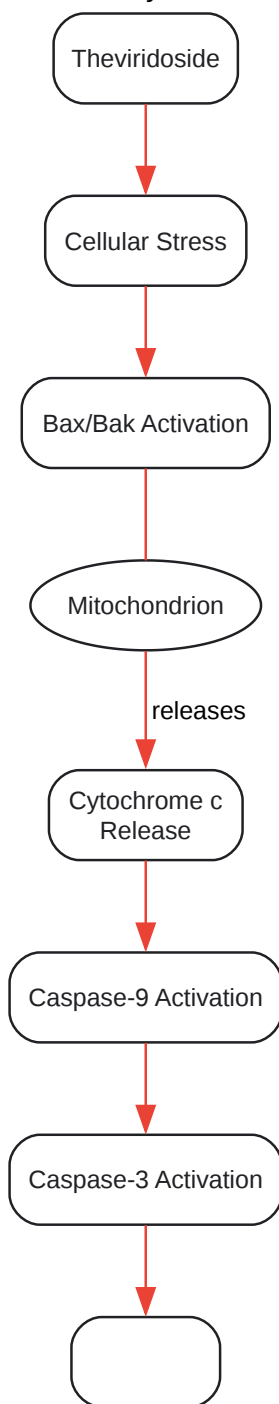 Theviridoside
Cellular Stress
Bax/Bak Activation
Mitochondrion
releases
Cytochrome c
Release
Caspase-9 Activation
Caspase-3 Activation